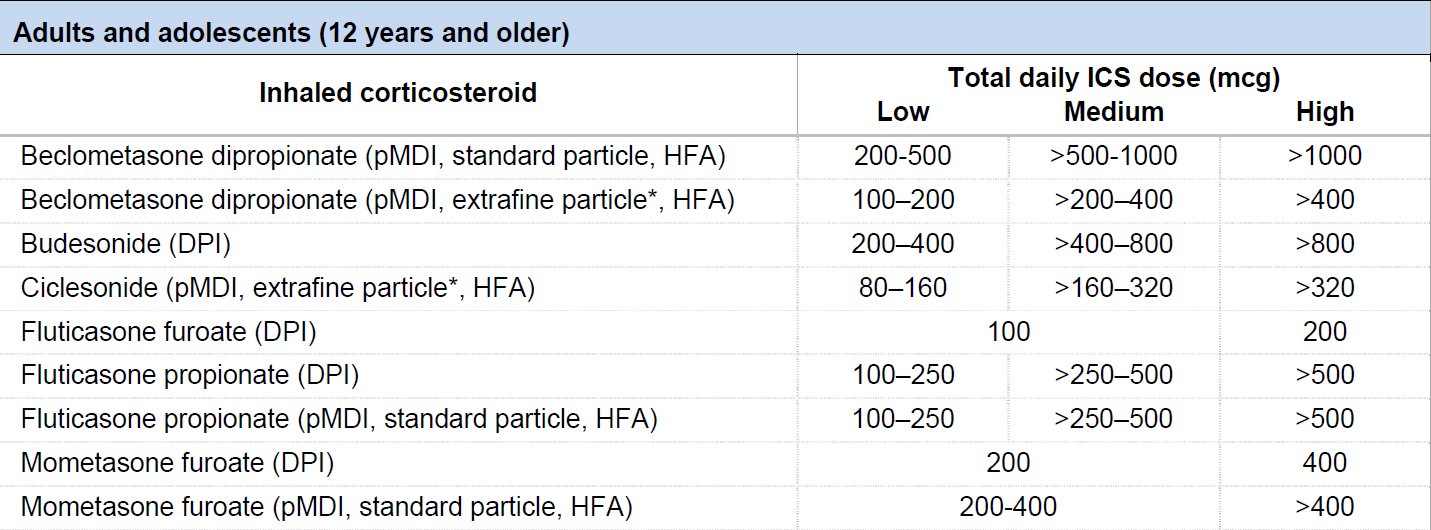 Adults and adolescents (12 years and older)
Inhaled corticosteroid Total daily ICS dose (mcg)
Low Medium High
Beclometasone dipropionate (pMDI, standard particle, HFA) 200-500 >500-1000 >1000
Beclometasone dipropionate (pMDI, extrafine particle*, HFA) 100–200 >200–400 >400
Budesonide (DPI) 200–400 >400–800 >800
Ciclesonide (pMDI, extrafine particle*, HFA) 80–160 >160–320 >320
Fluticasone furoate (DPI) 100 200
Fluticasone propionate (DPI) 100–250 >250–500 >500
Fluticasone propionate (pMDI, standard particle, HFA) 100–250 >250–500 >500
Mometasone furoate (DPI) 200 400
Mometasone furoate (pMDI, standard particle, HFA) 200-400 >400